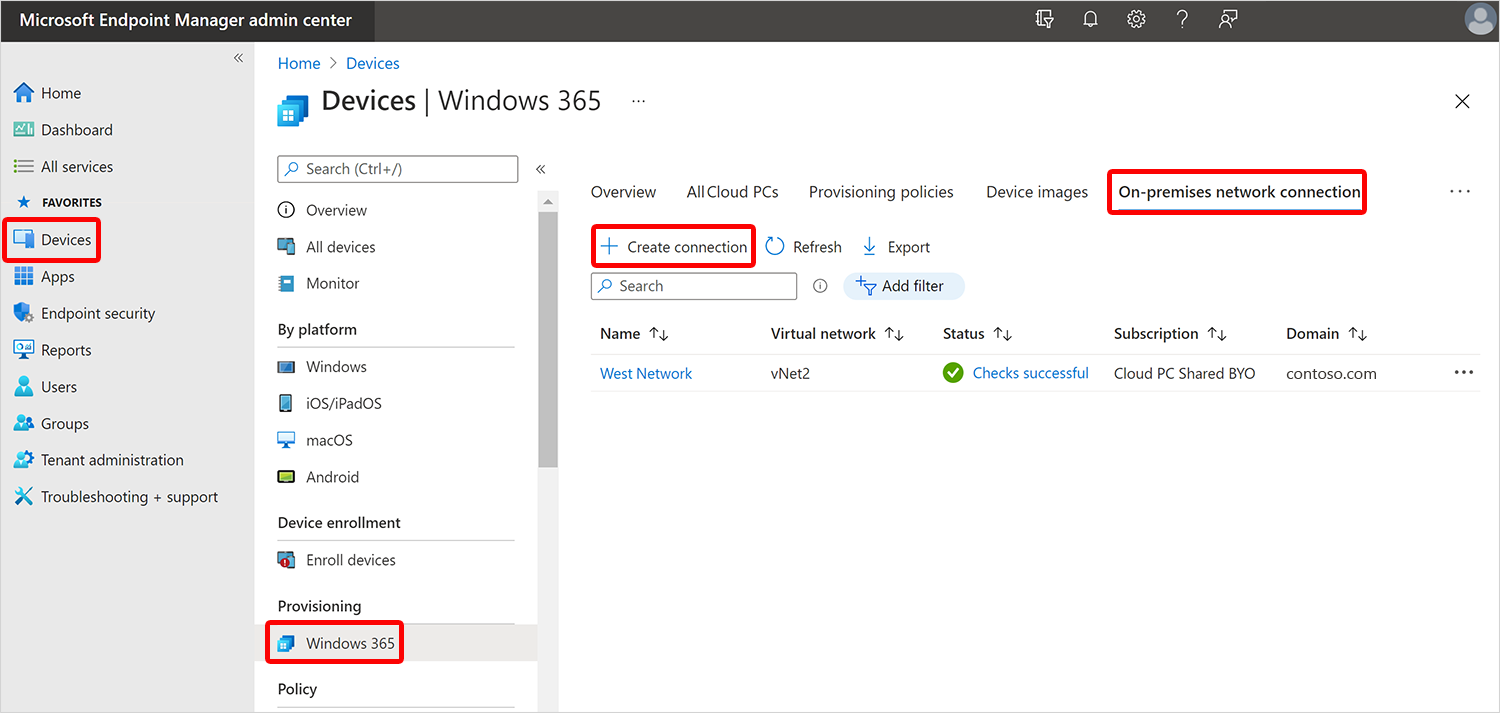 Microsoft Endpoint Manager admin center
Home
Dashboard
All services
FAVORITES
Devices
Apps
Endpoint security
Reports
Users
Groups
Tenant administration
Troubleshooting + support
Home > Devices
Devices | Windows 365 ...
Search (Ctrl+/)
Overview
All devices
Monitor
By platform
Windows
iOS/iPadOS
macOS
Android
Device enrollment
Enroll devices
Provisioning
Windows 365
Policy
Overview All Cloud PCs Provisioning policies Device images On-premises network connection ...
Create connection Refresh Export
Search Add filter
Name Virtual network Status Subscription Domain
West Network vNet2 Checks successful Cloud PC Shared BYO contoso.com ...